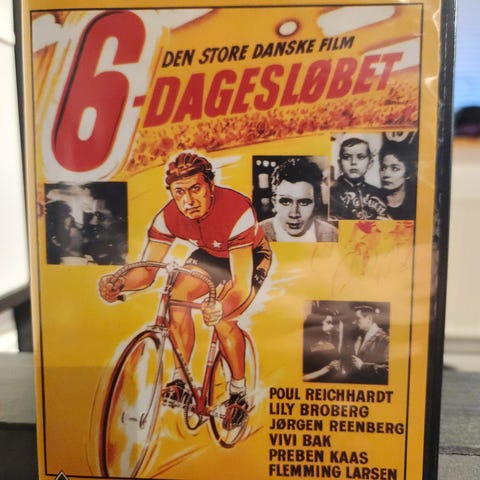 DEN STORE DANSKE FILM
6-DAGESLØBET
POUL REICHHARDT
LILY BROBERG
JØRGEN REENBERG
VIVI BAK
PREBEN KAAS
FLEMMING LARSEN